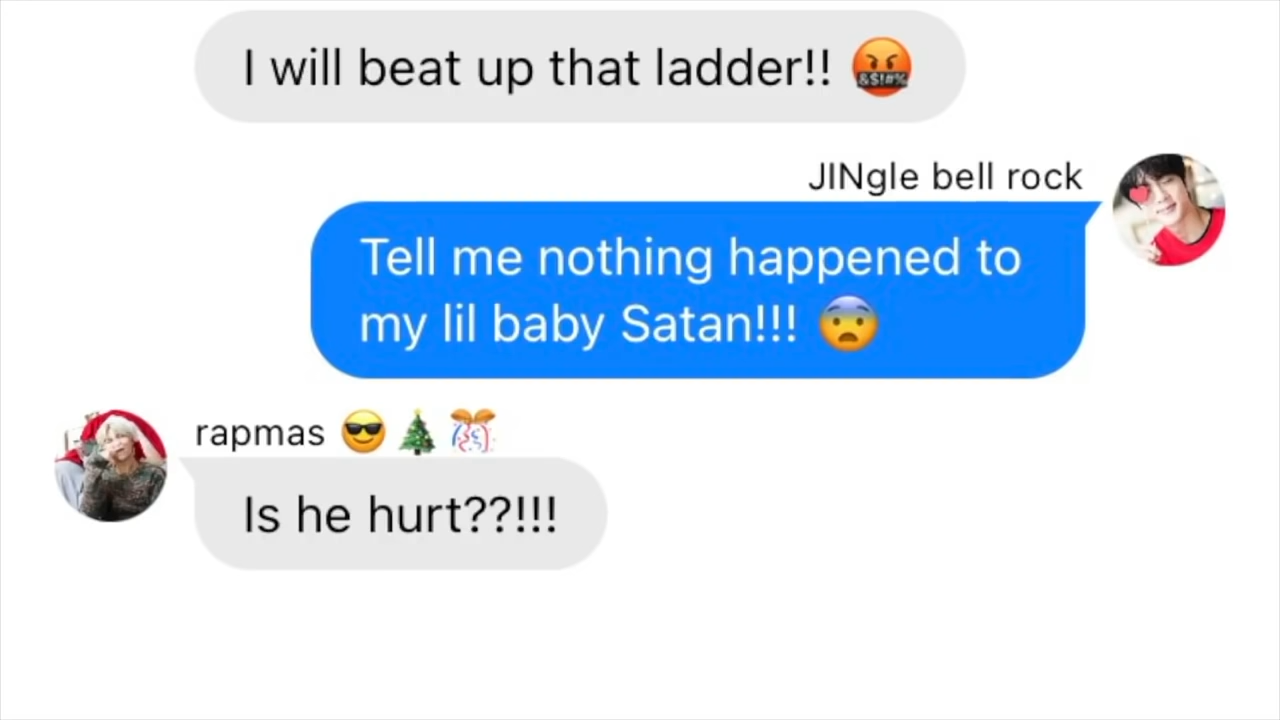 I will beat up that ladder!! 🤬
JINgle bell rock
Tell me nothing happened to
my lil baby Satan!!! 😨
rapmas 😎🎄🎊
Is he hurt??!!!